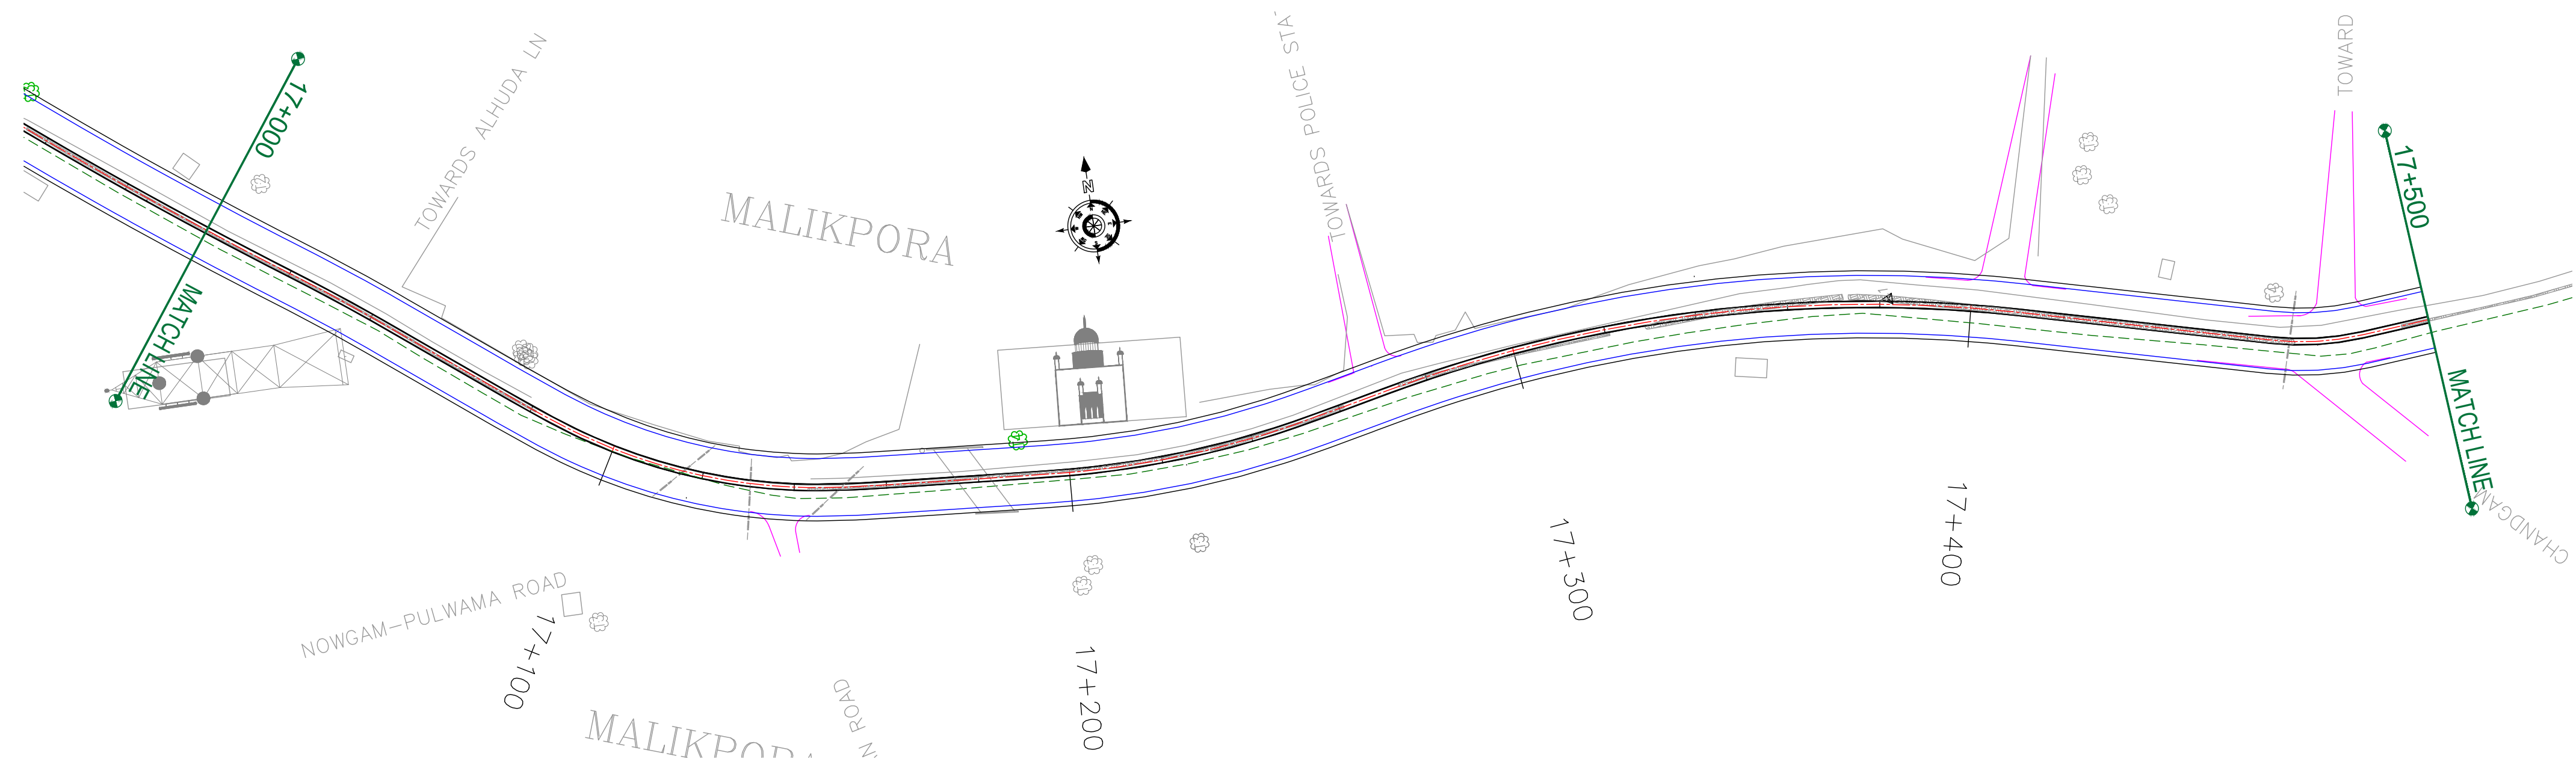 17+000
MATCH LINE
TOWARDS ALHUDA LN
MALIKPORA
N
TOWARDS POLICE STA.
TOWARD
17+500
MATCH LINE
CHANDGAM
NOWGAM-PULWAMA ROAD
17+100
MALIKPORA
N ROAD
17+200
17+300
17+400